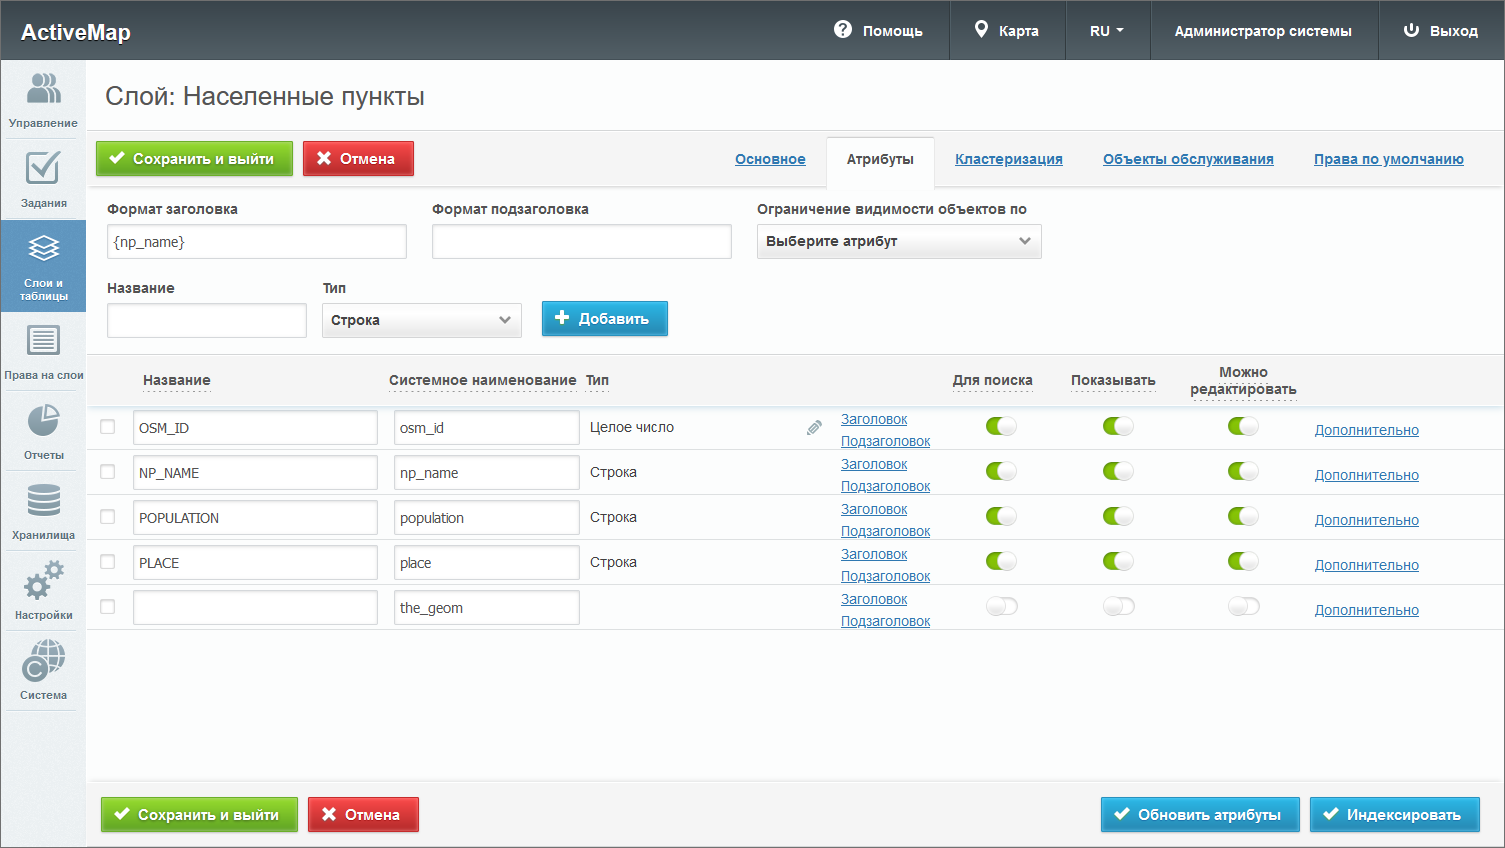 ActiveMap
Помощь
Карта
RU
Администратор системы
Выход
Управление
Задания
Слои и
таблицы
Права на слои
Отчеты
Хранилища
Настройки
Система
Слой: Населенные пункты
Сохранить и выйти
Отмена
Основное
Атрибуты
Кластеризация
Объекты обслуживания
Права по умолчанию
Формат заголовка
Формат подзаголовка
Ограничение видимости объектов по
{np_name}
Выберите атрибут
Название
Тип
Строка
Добавить
Название
Системное наименование
Тип
Для поиска
Показывать
Можно
редактировать
OSM_ID
osm_id
Целое число
Заголовок
Подзаголовок
Дополнительно
NP_NAME
np_name
Строка
Заголовок
Подзаголовок
Дополнительно
POPULATION
population
Строка
Заголовок
Подзаголовок
Дополнительно
PLACE
place
Строка
Заголовок
Подзаголовок
Дополнительно
the_geom
Заголовок
Подзаголовок
Дополнительно
Сохранить и выйти
Отмена
Обновить атрибуты
Индексировать